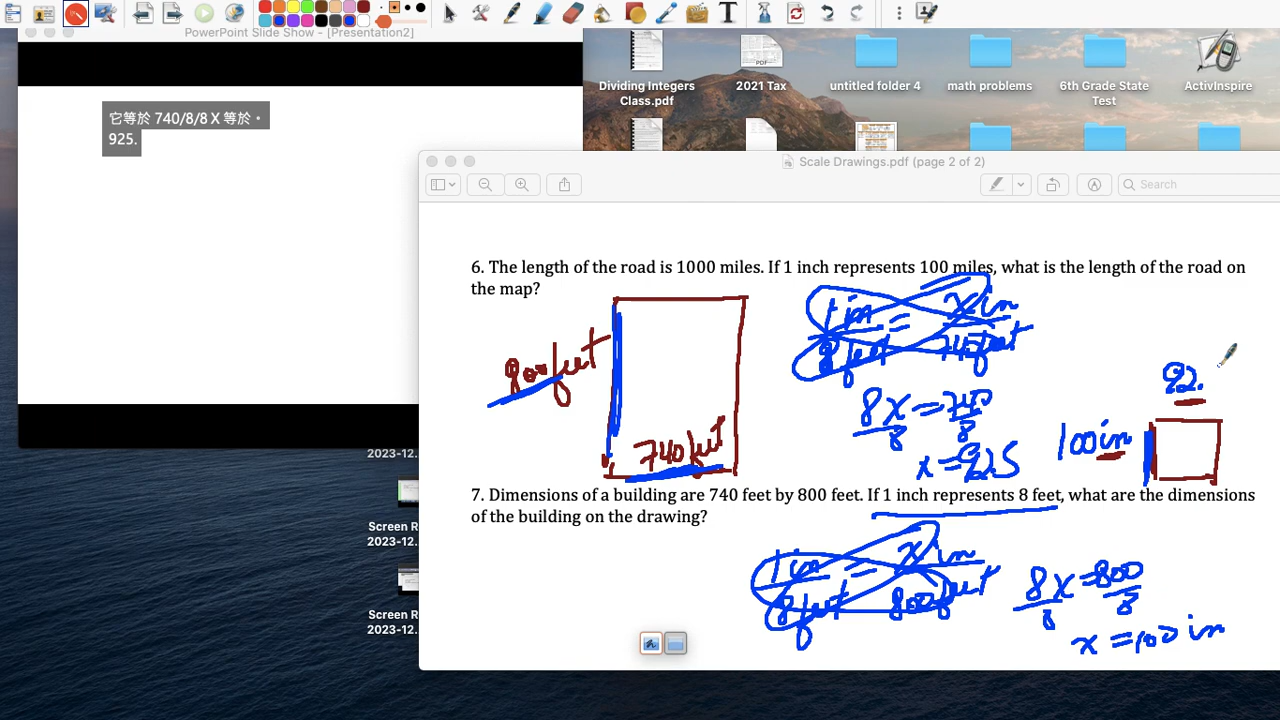 PowerPoint Slide Show - [Presentation2]
它等於 740/8/8 X 等於·
925.
Dividing Integers
Class.pdf
PDF
2021 Tax
untitled folder 4
math problems
6th Grade State
Test
ActivInspire
T
Scale Drawings.pdf (page 2 of 2)
Search
6. The length of the road is 1000 miles. If 1 inch represents 100 miles, what is the length of the road on
the map?
1 in = x in
8 feet 740 feet
800 feet
92.
8x = 740
8 8
100 in
740 feet
x = 92.5
7. Dimensions of a building are 740 feet by 800 feet. If 1 inch represents 8 feet, what are the dimensions
of the building on the drawing?
1 in = x in
8 feet 800 feet
8x = 800
8 8
x = 100 in
2023-12.
Screen R
2023-12.
Screen R
2023-12.